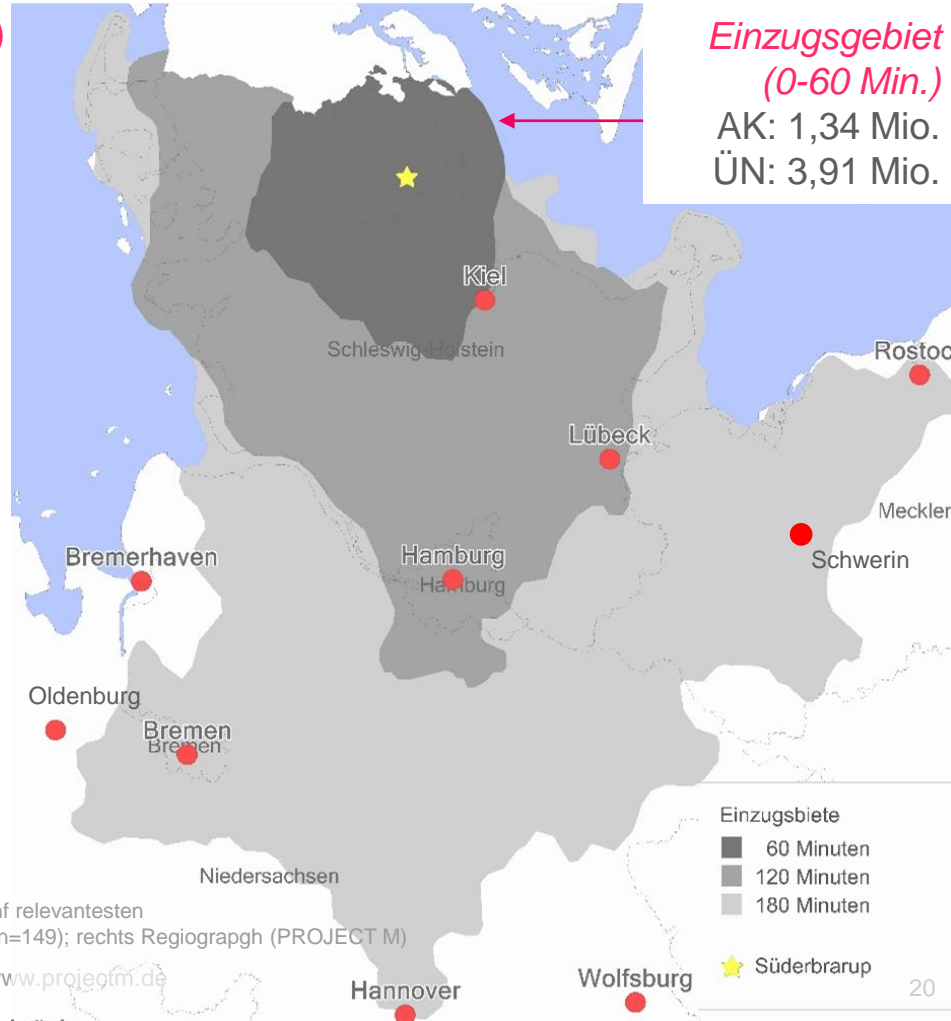 )
Einzugsgebiet
(0-60 Min.)
AK: 1,34 Mio.
ÜN: 3,91 Mio.
Kiel
Schleswig-Holstein
Rostoc
Lübeck
Mecklen
Schwerin
Bremerhaven
Hamburg
Hamburg
Oldenburg
Bremen
Bremen
Niedersachsen
Einzugsbiete
60 Minuten
120 Minuten
180 Minuten
Süderbrarup
nf relevantesten
n=149); rechts Regiograpgh (PROJECT M)
ww.projectm.de
Hannover
Wolfsburg
20